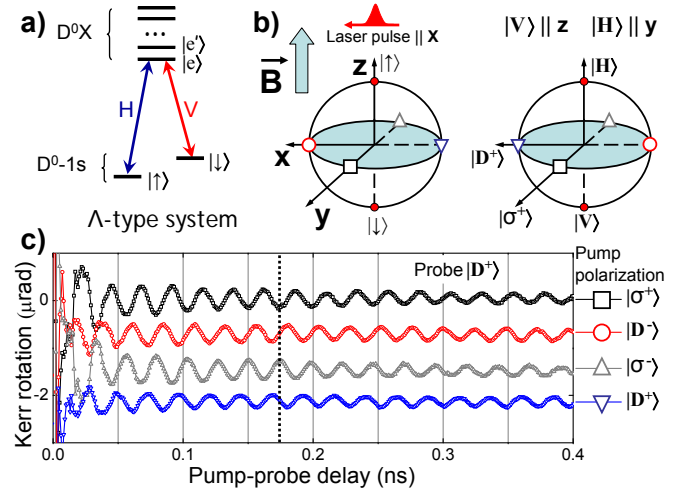 a)
D⁰X
...
|e'⟩
|e⟩
H
V
D⁰-1s
|↑⟩
|↓⟩
Λ-type system
b)
B
Laser pulse || x
|V⟩ || z |H⟩ || y
z
|↑⟩
x
y
|↓⟩
|H⟩
|D⁺⟩
|σ⁺⟩
|V⟩
c)
Probe |D⁺⟩
Pump
polarization
|σ⁺⟩
|D⁻⟩
|σ⁻⟩
|D⁺⟩
Kerr rotation (μrad)
0
-2
0.0
0.1
0.2
0.3
0.4
Pump-probe delay (ns)